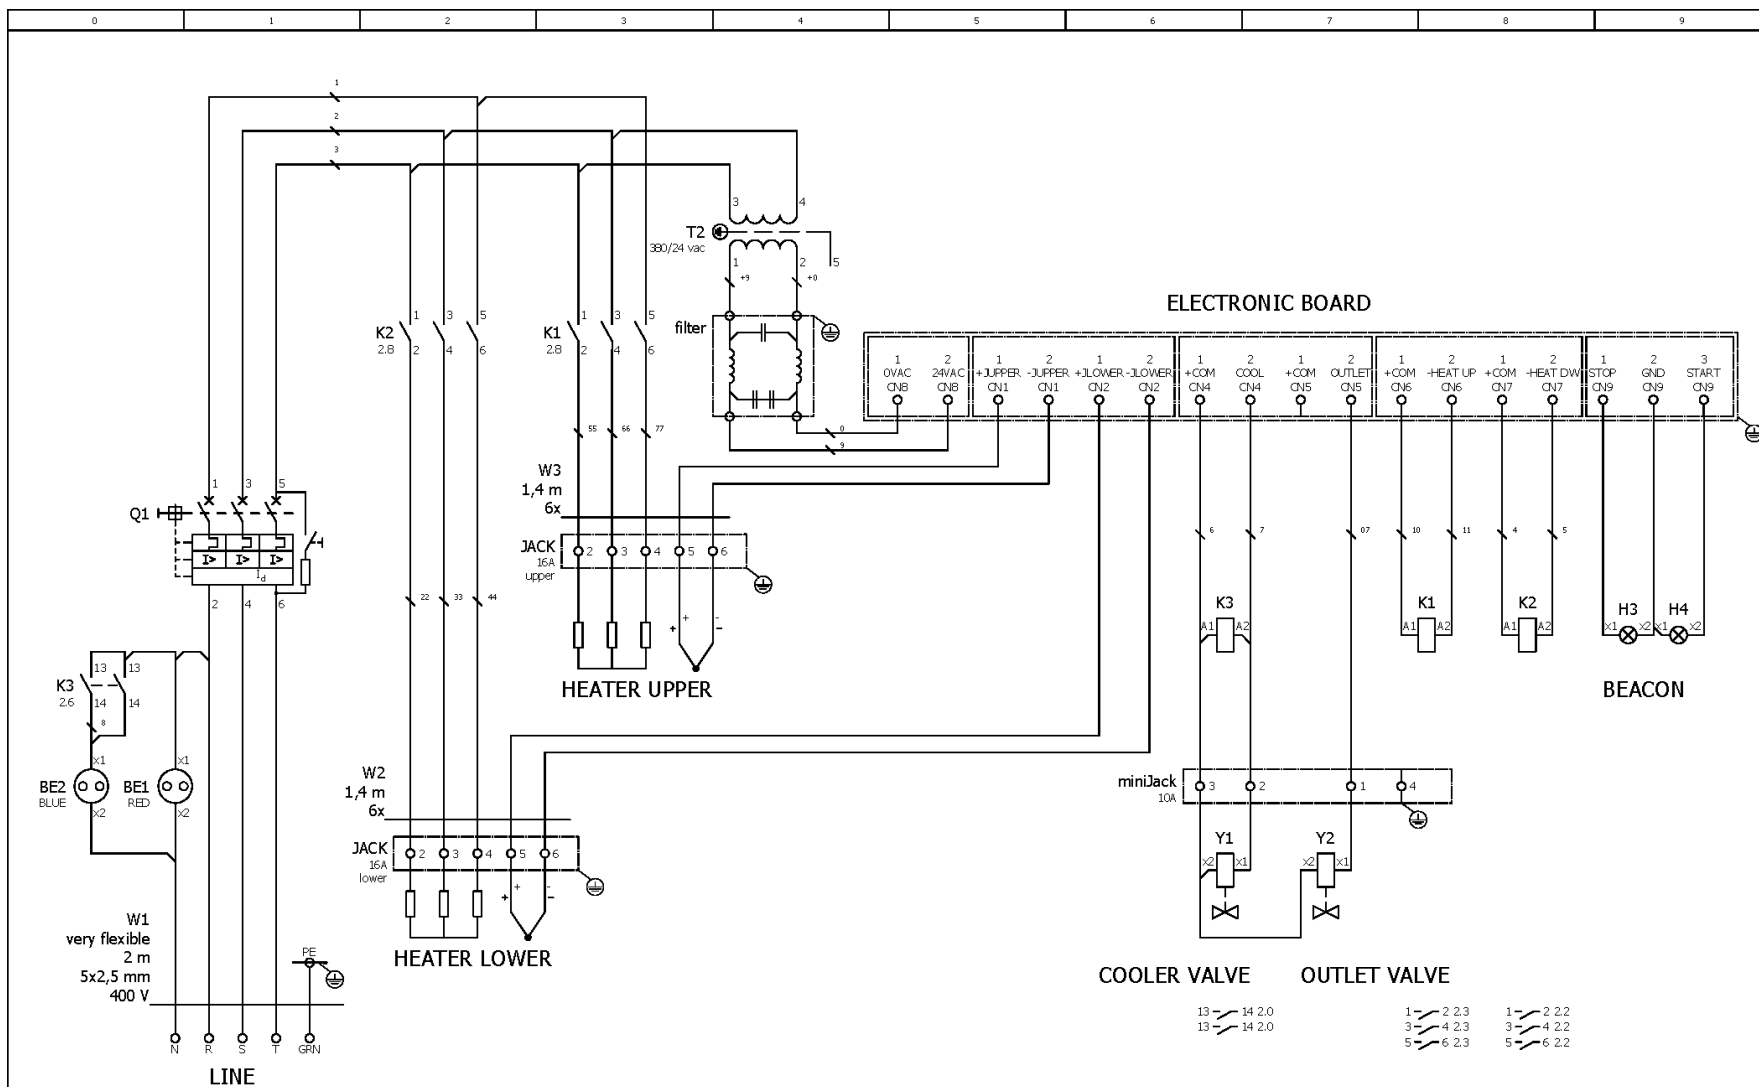 0 1 2 3 4 5 6 7 8 9
1
2
3
3 4
T2
380/24 vac
1 2 5
+9 +0
ELECTRONIC BOARD
filter
K2
2.8
1 3 5
2 4 6
K1
2.8
1 3 5
2 4 6
1 2 1 2 1 2 1 2 1 2 1 2 1 2 1 2 3
0VAC 24VAC +JUPPER -JUPPER +JLOWER -JLOWER +COM COOL +COM OUTLET +COM -HEAT UP +COM -HEAT DW STOP GND START
CN8 CN8 CN1 CN1 CN2 CN2 CN4 CN4 CN5 CN5 CN6 CN6 CN7 CN7 CN9 CN9 CN9
55 66 77
0
9
W3
1,4 m
6x
1 3 5
Q1
I> I> I>
Id
2 4 6
JACK
16A
upper
2 3 4 5 6
6 7 07 10 11 4 5
22 33 44
+ -
+ -
HEATER UPPER
K3
A1 A2
K1
A1 A2
K2
A1 A2
H3 H4
x1 x2 x1 x2
BEACON
K3
2.6
13 13
14 14
8
x1 x1
BE2
BLUE
BE1
RED
x2 x2
W2
1,4 m
6x
miniJack
10A
3 2 1 4
JACK
16A
lower
2 3 4 5 6
Y1
x2 x1
Y2
x2 x1
+ -
+ -
HEATER LOWER
W1
very flexible
2 m
5x2,5 mm
400 V
PE
COOLER VALVE OUTLET VALVE
13 14 2.0
13 14 2.0
1 2 2.3
3 4 2.3
5 6 2.3
1 2 2.2
3 4 2.2
5 6 2.2
N R S T GRN
LINE